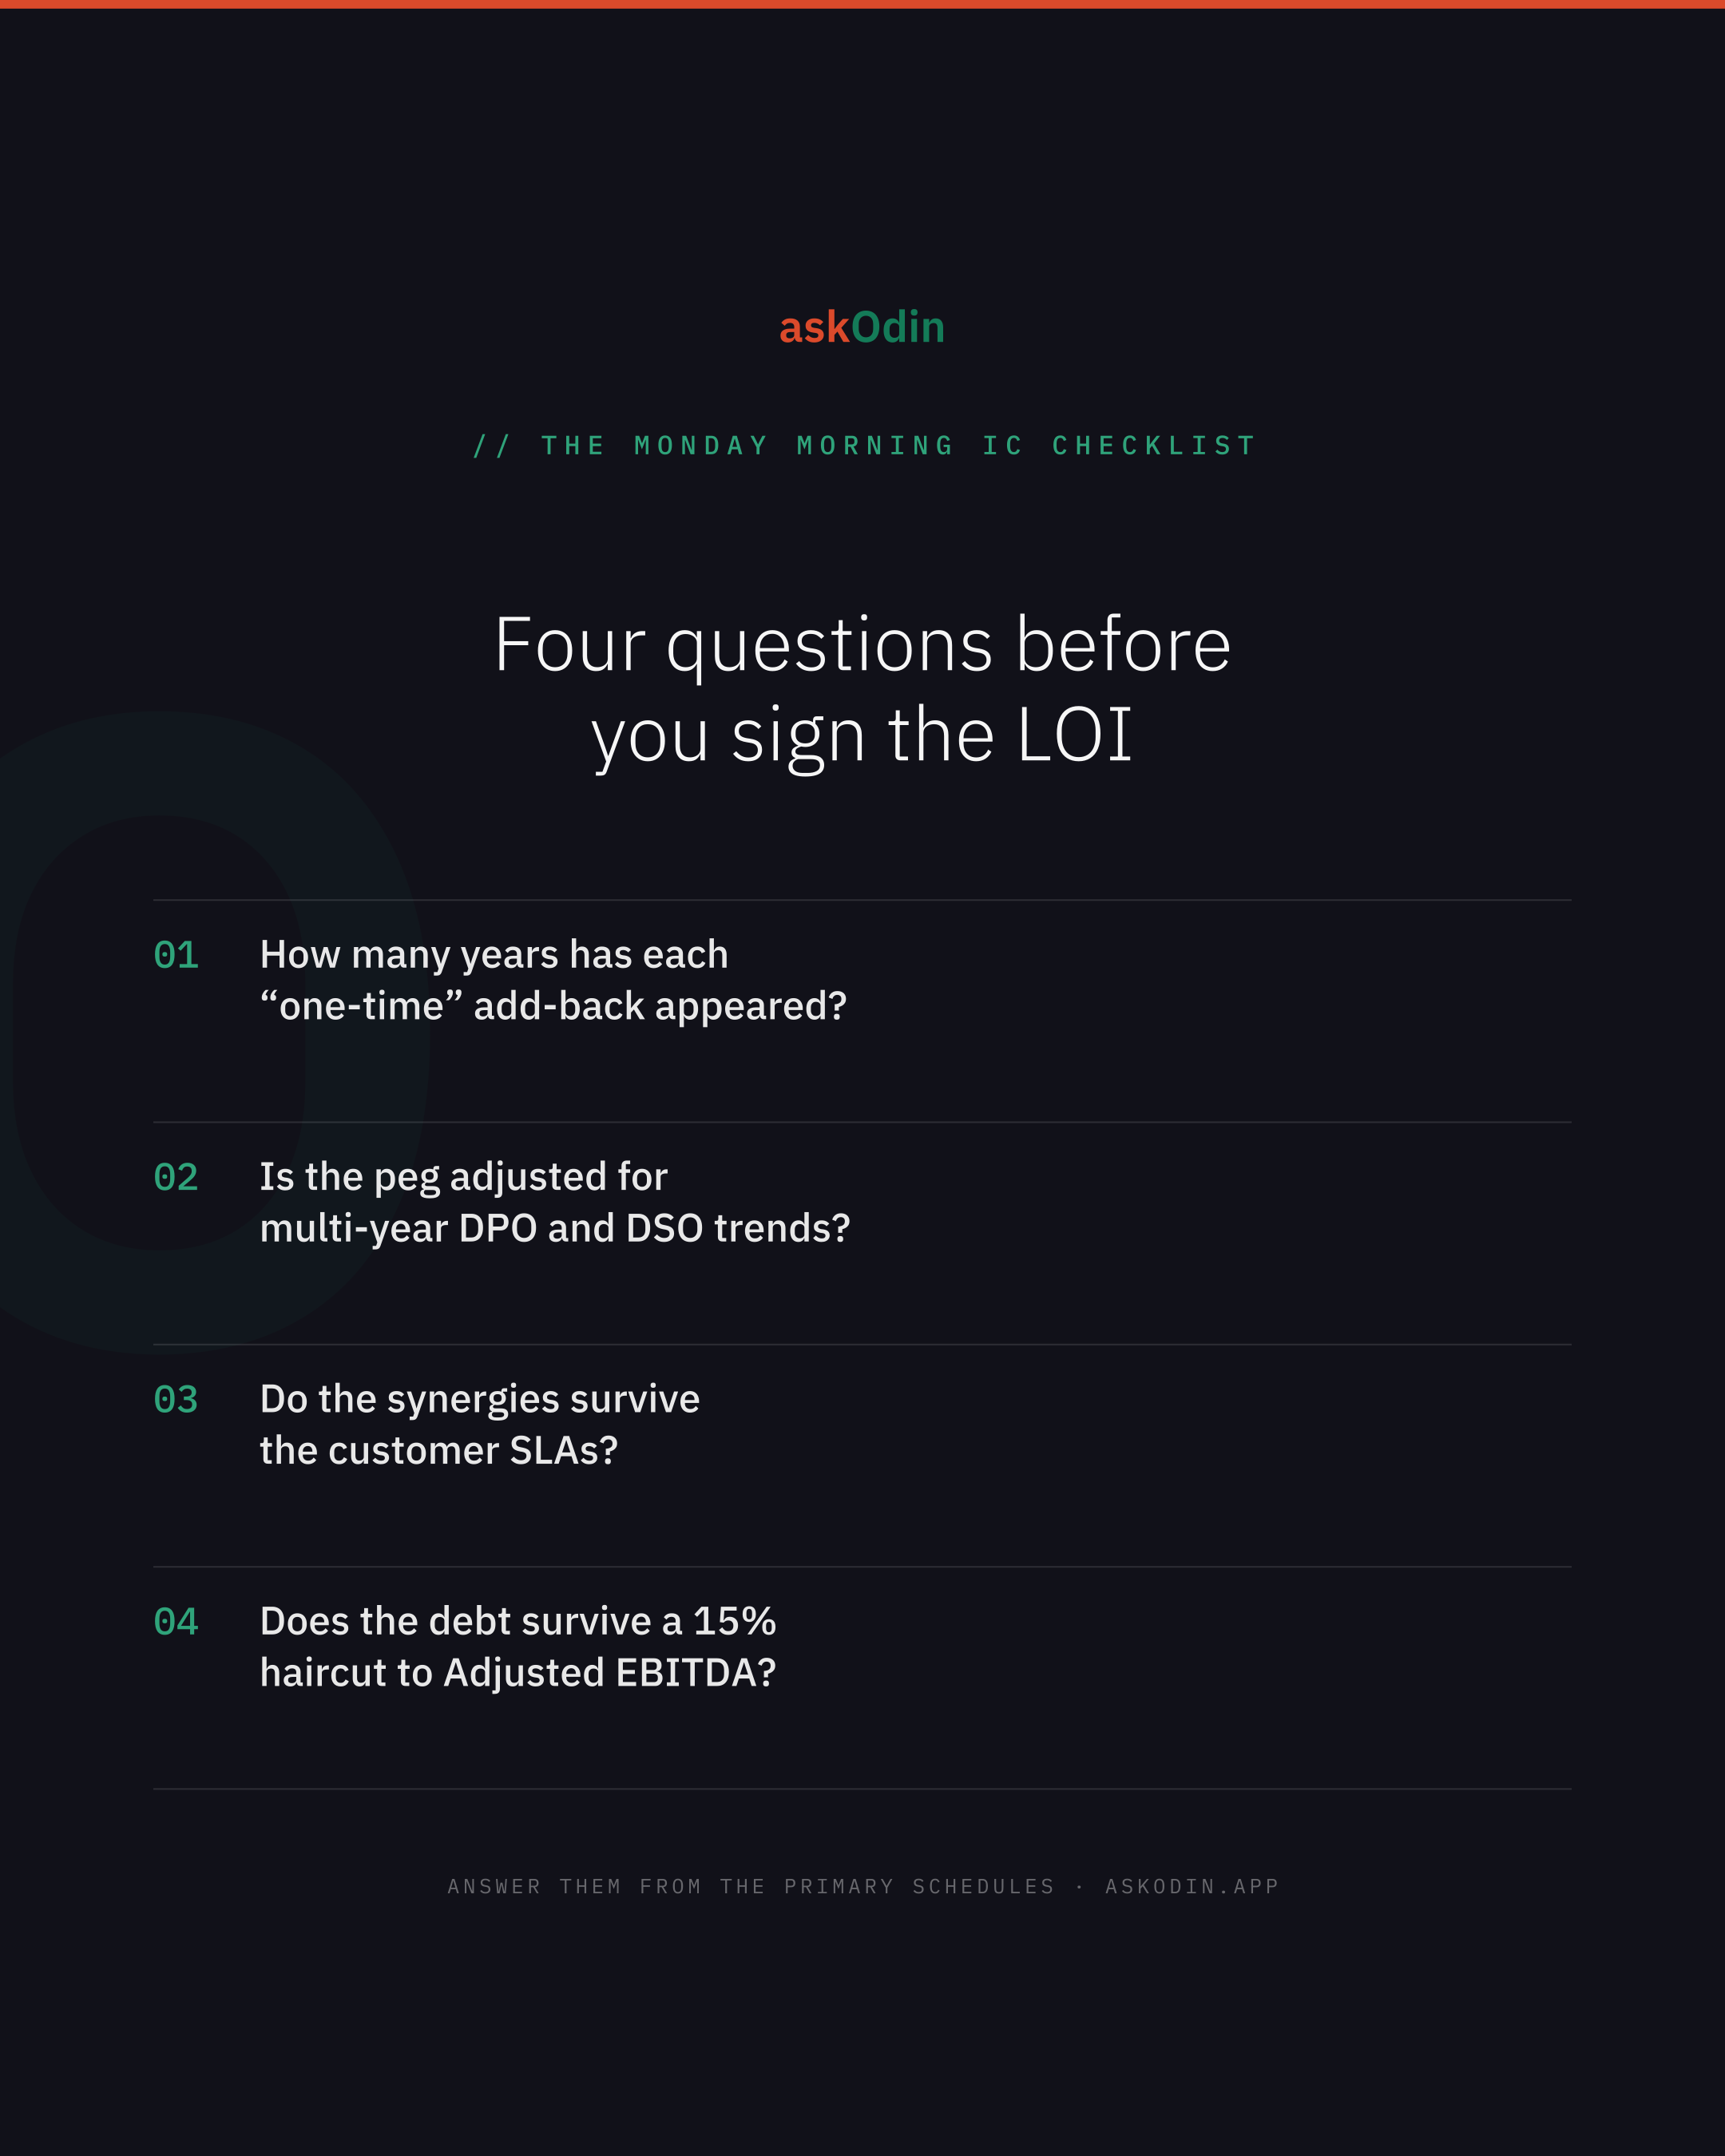 askOdin
// THE MONDAY MORNING IC CHECKLIST
Four questions before
you sign the LOI
01 How many years has each
“one-time” add-back appeared?
02 Is the peg adjusted for
multi-year DPO and DSO trends?
03 Do the synergies survive
the customer SLAs?
04 Does the debt survive a 15%
haircut to Adjusted EBITDA?
ANSWER THEM FROM THE PRIMARY SCHEDULES · ASKODIN.APP